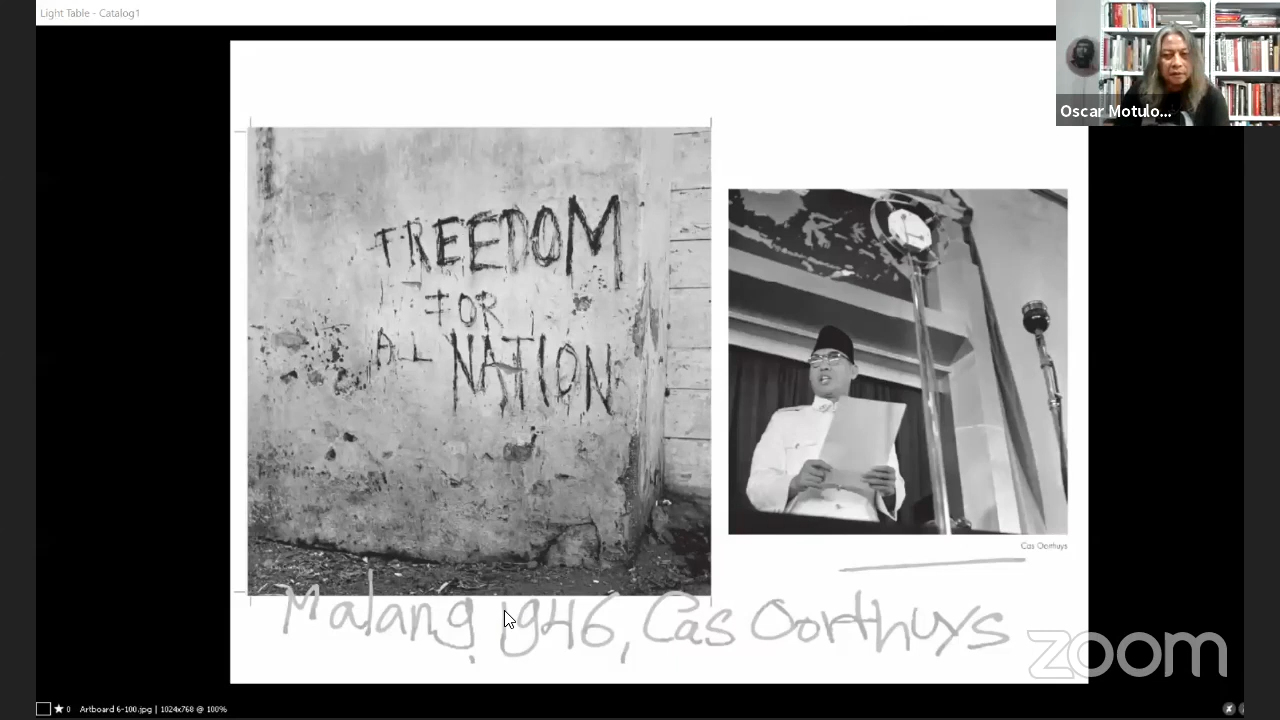 Light Table - Catalog1
Oscar Motulo...
FREEDOM
FOR
ALL NATION
Cas Oorthuys
Malang, 1946, Cas Oorthuys
zoom
0 Artboard 6-100.jpg | 1024x768 @ 100%